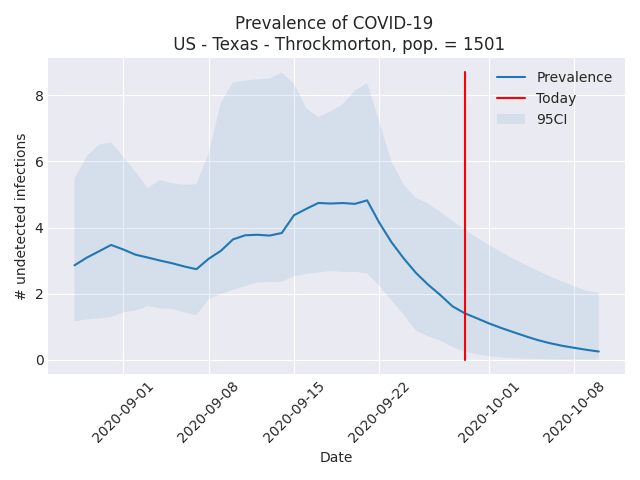 Prevalence of COVID-19
US - Texas - Throckmorton, pop. = 1501
Prevalence
Today
95CI
# undetected infections
8
6
4
2
0
2020-09-01
2020-09-08
2020-09-15
2020-09-22
2020-10-01
2020-10-08
Date